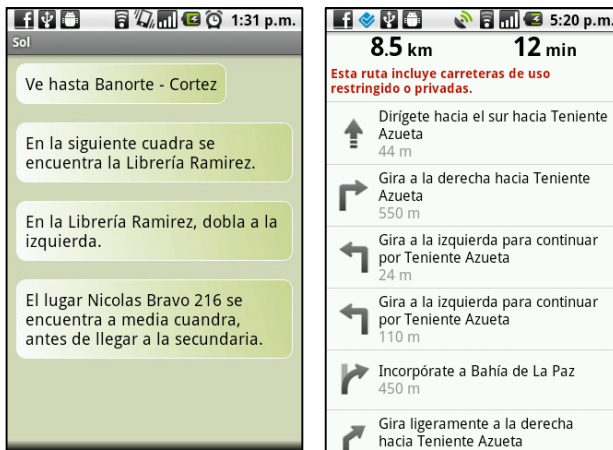 1:31 p.m.
Sol
Ve hasta Banorte - Cortez
En la siguiente cuadra se
encuentra la Librería Ramirez.
En la Librería Ramirez, dobla a la
izquierda.
El lugar Nicolas Bravo 216 se
encuentra a media cuandra,
antes de llegar a la secundaria.
5:20 p.m.
8.5 km 12 min
Esta ruta incluye carreteras de uso
restringido o privadas.
Dirígete hacia el sur hacia Teniente
Azueta
44 m
Gira a la derecha hacia Teniente
Azueta
550 m
Gira a la izquierda para continuar
por Teniente Azueta
24 m
Gira a la izquierda para continuar
por Teniente Azueta
110 m
Incorpórate a Bahía de La Paz
450 m
Gira ligeramente a la derecha
hacia Teniente Azueta